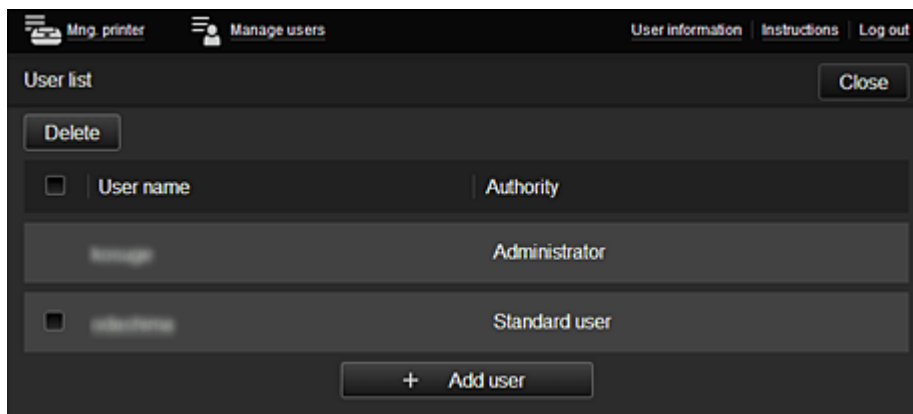 Mng. printer Manage users User information Instructions Log out
User list Close
Delete
User name Authority
Administrator
Standard user
+ Add user